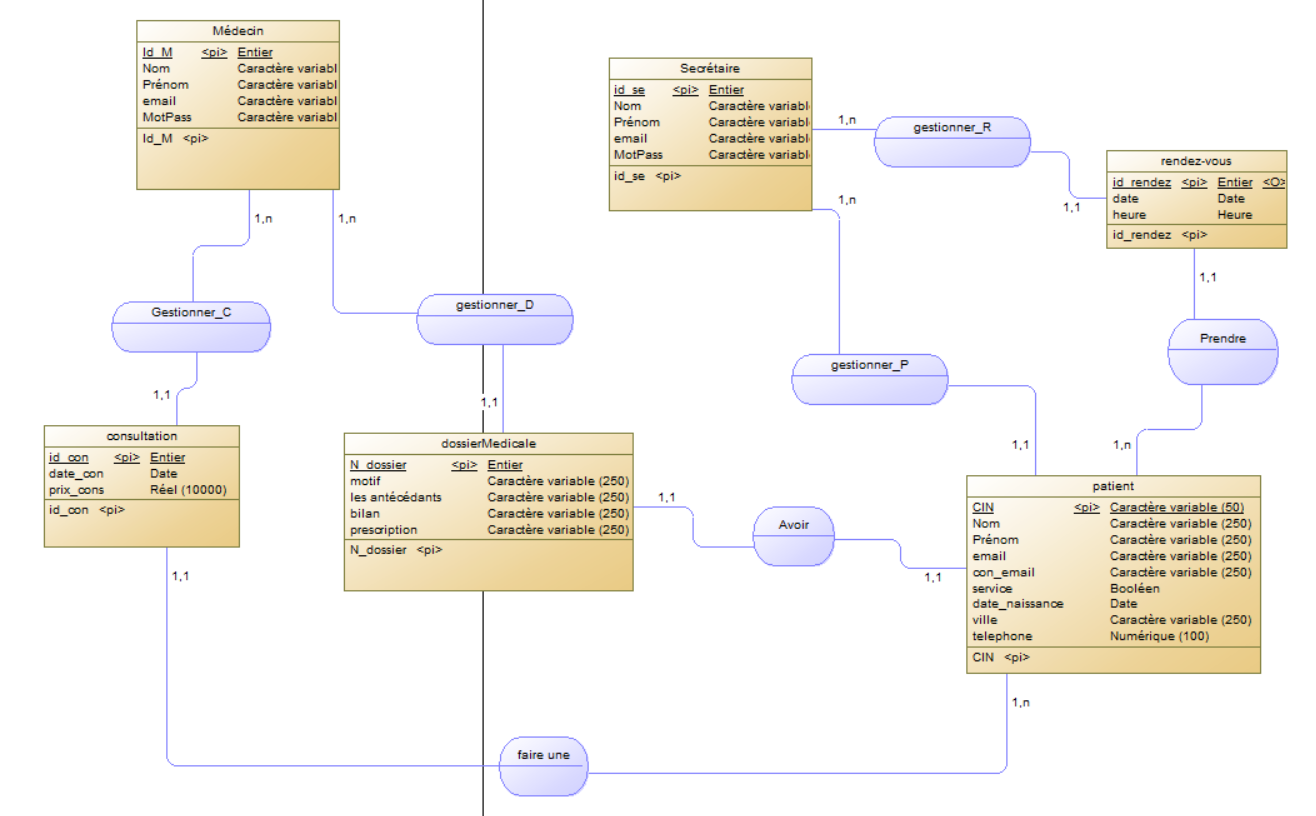 Médecin
Id_M <pi> Entier
Nom Caractère variabl
Prénom Caractère variabl
email Caractère variabl
MotPass Caractère variabl
Id_M <pi>
Secrétaire
id_se <pi> Entier
Nom Caractère variabl
Prénom Caractère variabl
email Caractère variabl
MotPass Caractère variabl
id_se <pi>
1,n
gestionner_R
1,1
rendez-vous
id_rendez <pi> Entier <O>
date Date
heure Heure
id_rendez <pi>
1,n
1,n
1,n
1,1
Gestionner_C
gestionner_D
gestionner_P
Prendre
1,1
1,1
1,1
1,n
consultation
id_con <pi> Entier
date_con Date
prix_cons Réel (10000)
id_con <pi>
dossierMedicale
N_dossier <pi> Entier
motif Caractère variable (250)
les antécédants Caractère variable (250)
bilan Caractère variable (250)
prescription Caractère variable (250)
N_dossier <pi>
1,1
Avoir
1,1
patient
CIN <pi> Caractère variable (50)
Nom Caractère variable (250)
Prénom Caractère variable (250)
email Caractère variable (250)
con_email Caractère variable (250)
service Booléen
date_naissance Date
ville Caractère variable (250)
telephone Numérique (100)
CIN <pi>
1,1
1,n
faire une